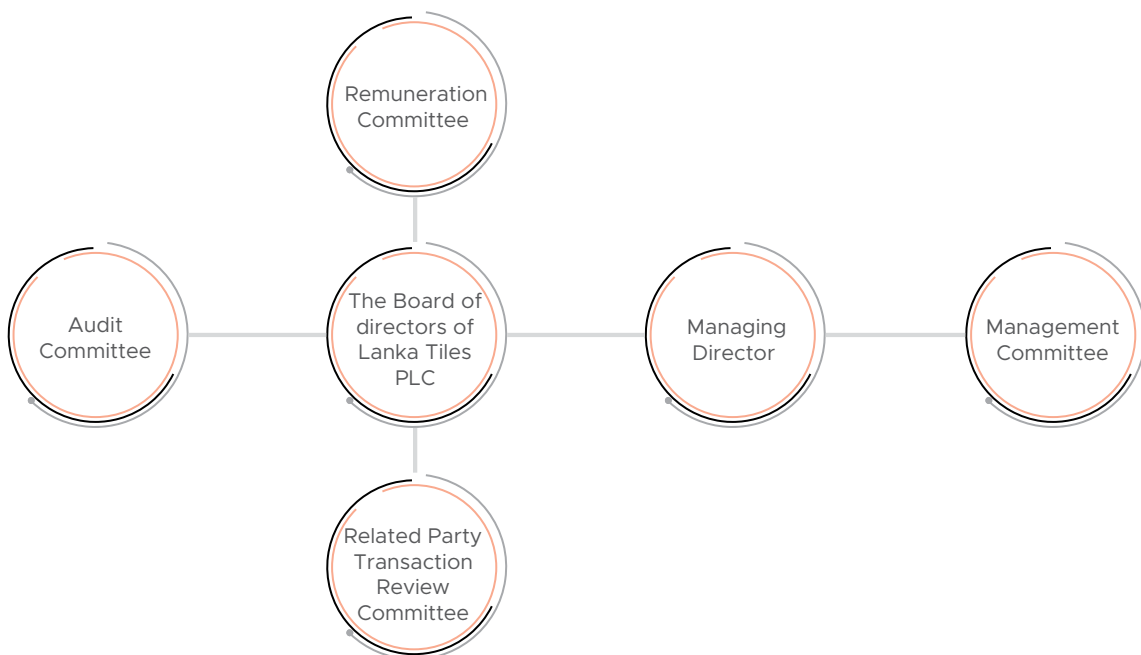 Remuneration
Committee
Audit
Committee
The Board of
directors of
Lanka Tiles
PLC
Managing
Director
Management
Committee
Related Party
Transaction
Review
Committee